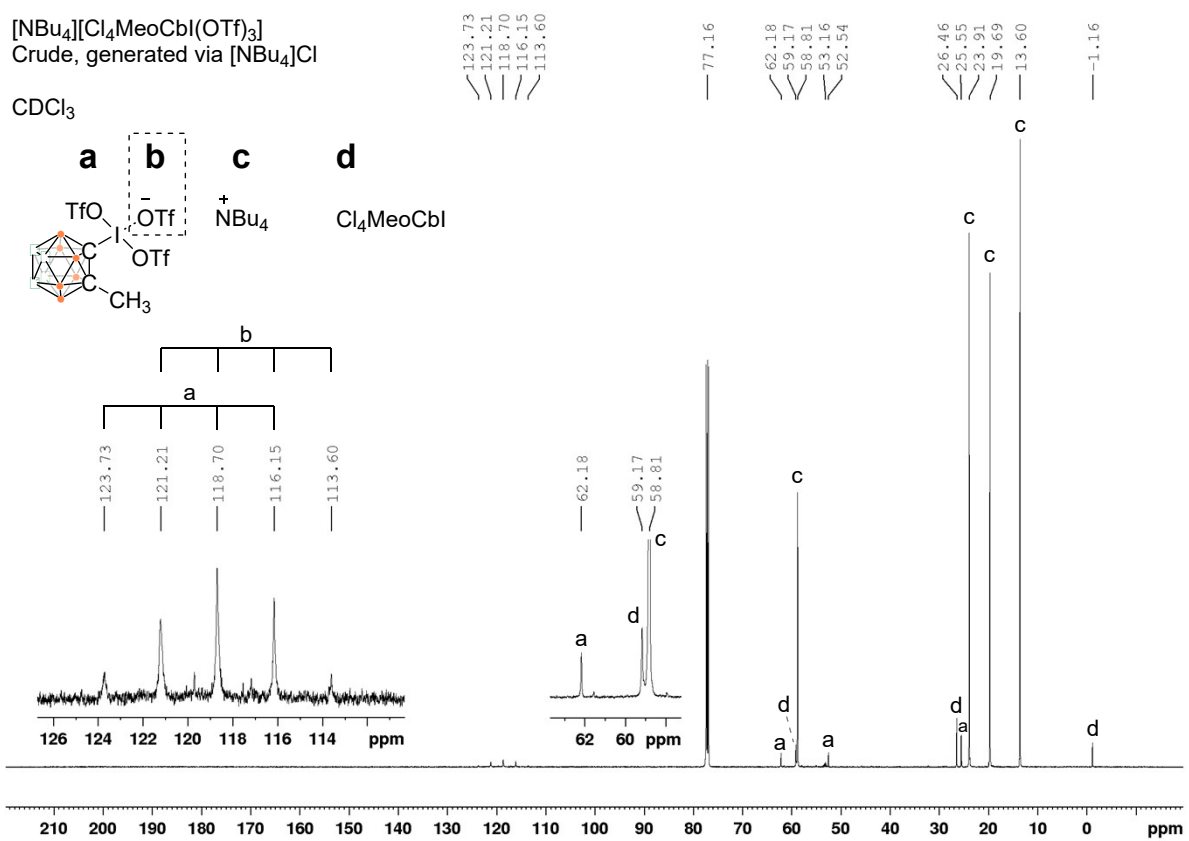 [NBu₄][Cl₄MeoCbI(OTf)₃]
Crude, generated via [NBu₄]Cl
CDCl₃
123.73
121.21
118.70
116.15
113.60
77.16
62.18
59.17
58.81
53.16
52.54
26.46
25.55
23.91
19.69
13.60
-1.16
a b c d
TfO
I
−
OTf
OTf
C
C
CH₃
+
NBu₄
Cl₄MeoCbI
b
a
123.73
121.21
118.70
116.15
113.60
126 124 122 120 118 116 114 ppm
62.18
59.17
58.81
a
d
c
62 60 ppm
c
d
a
a
d
a
c
c
c
d
210 200 190 180 170 160 150 140 130 120 110 100 90 80 70 60 50 40 30 20 10 0 ppm